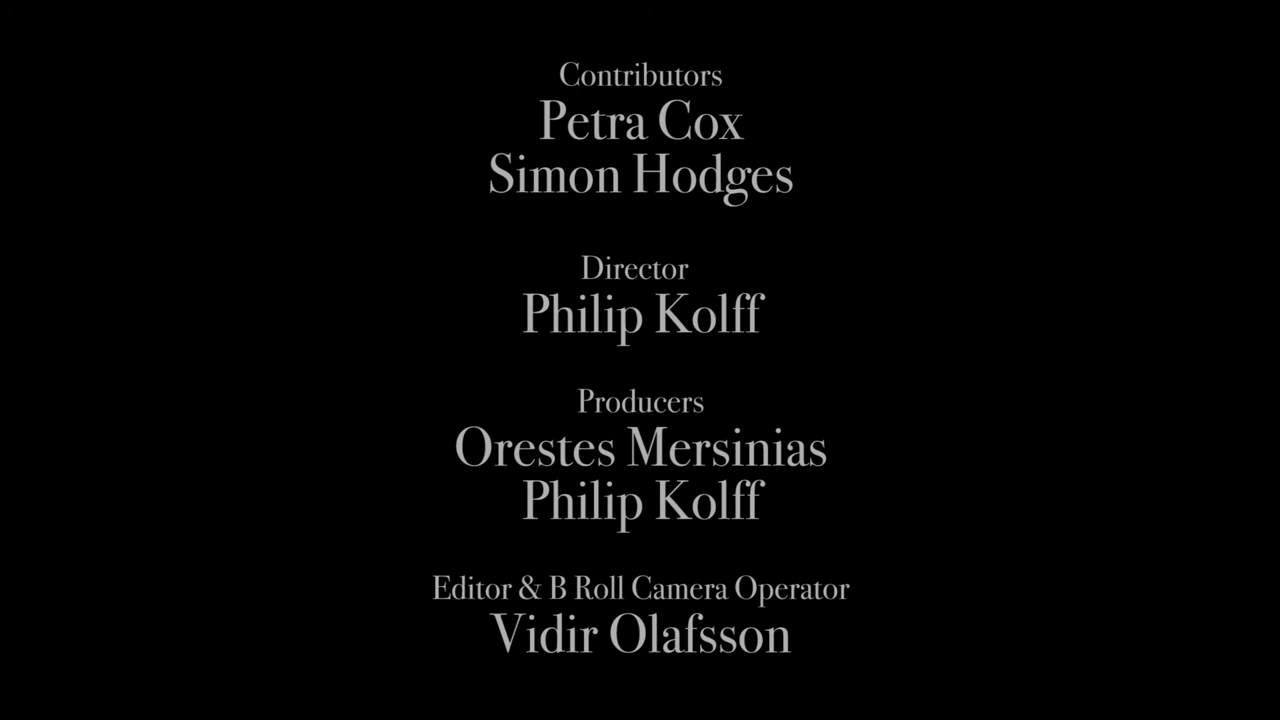 Contributors
Petra Cox
Simon Hodges
Director
Philip Kolff
Producers
Orestes Mersinias
Philip Kolff
Editor & B Roll Camera Operator
Vidir Olafsson